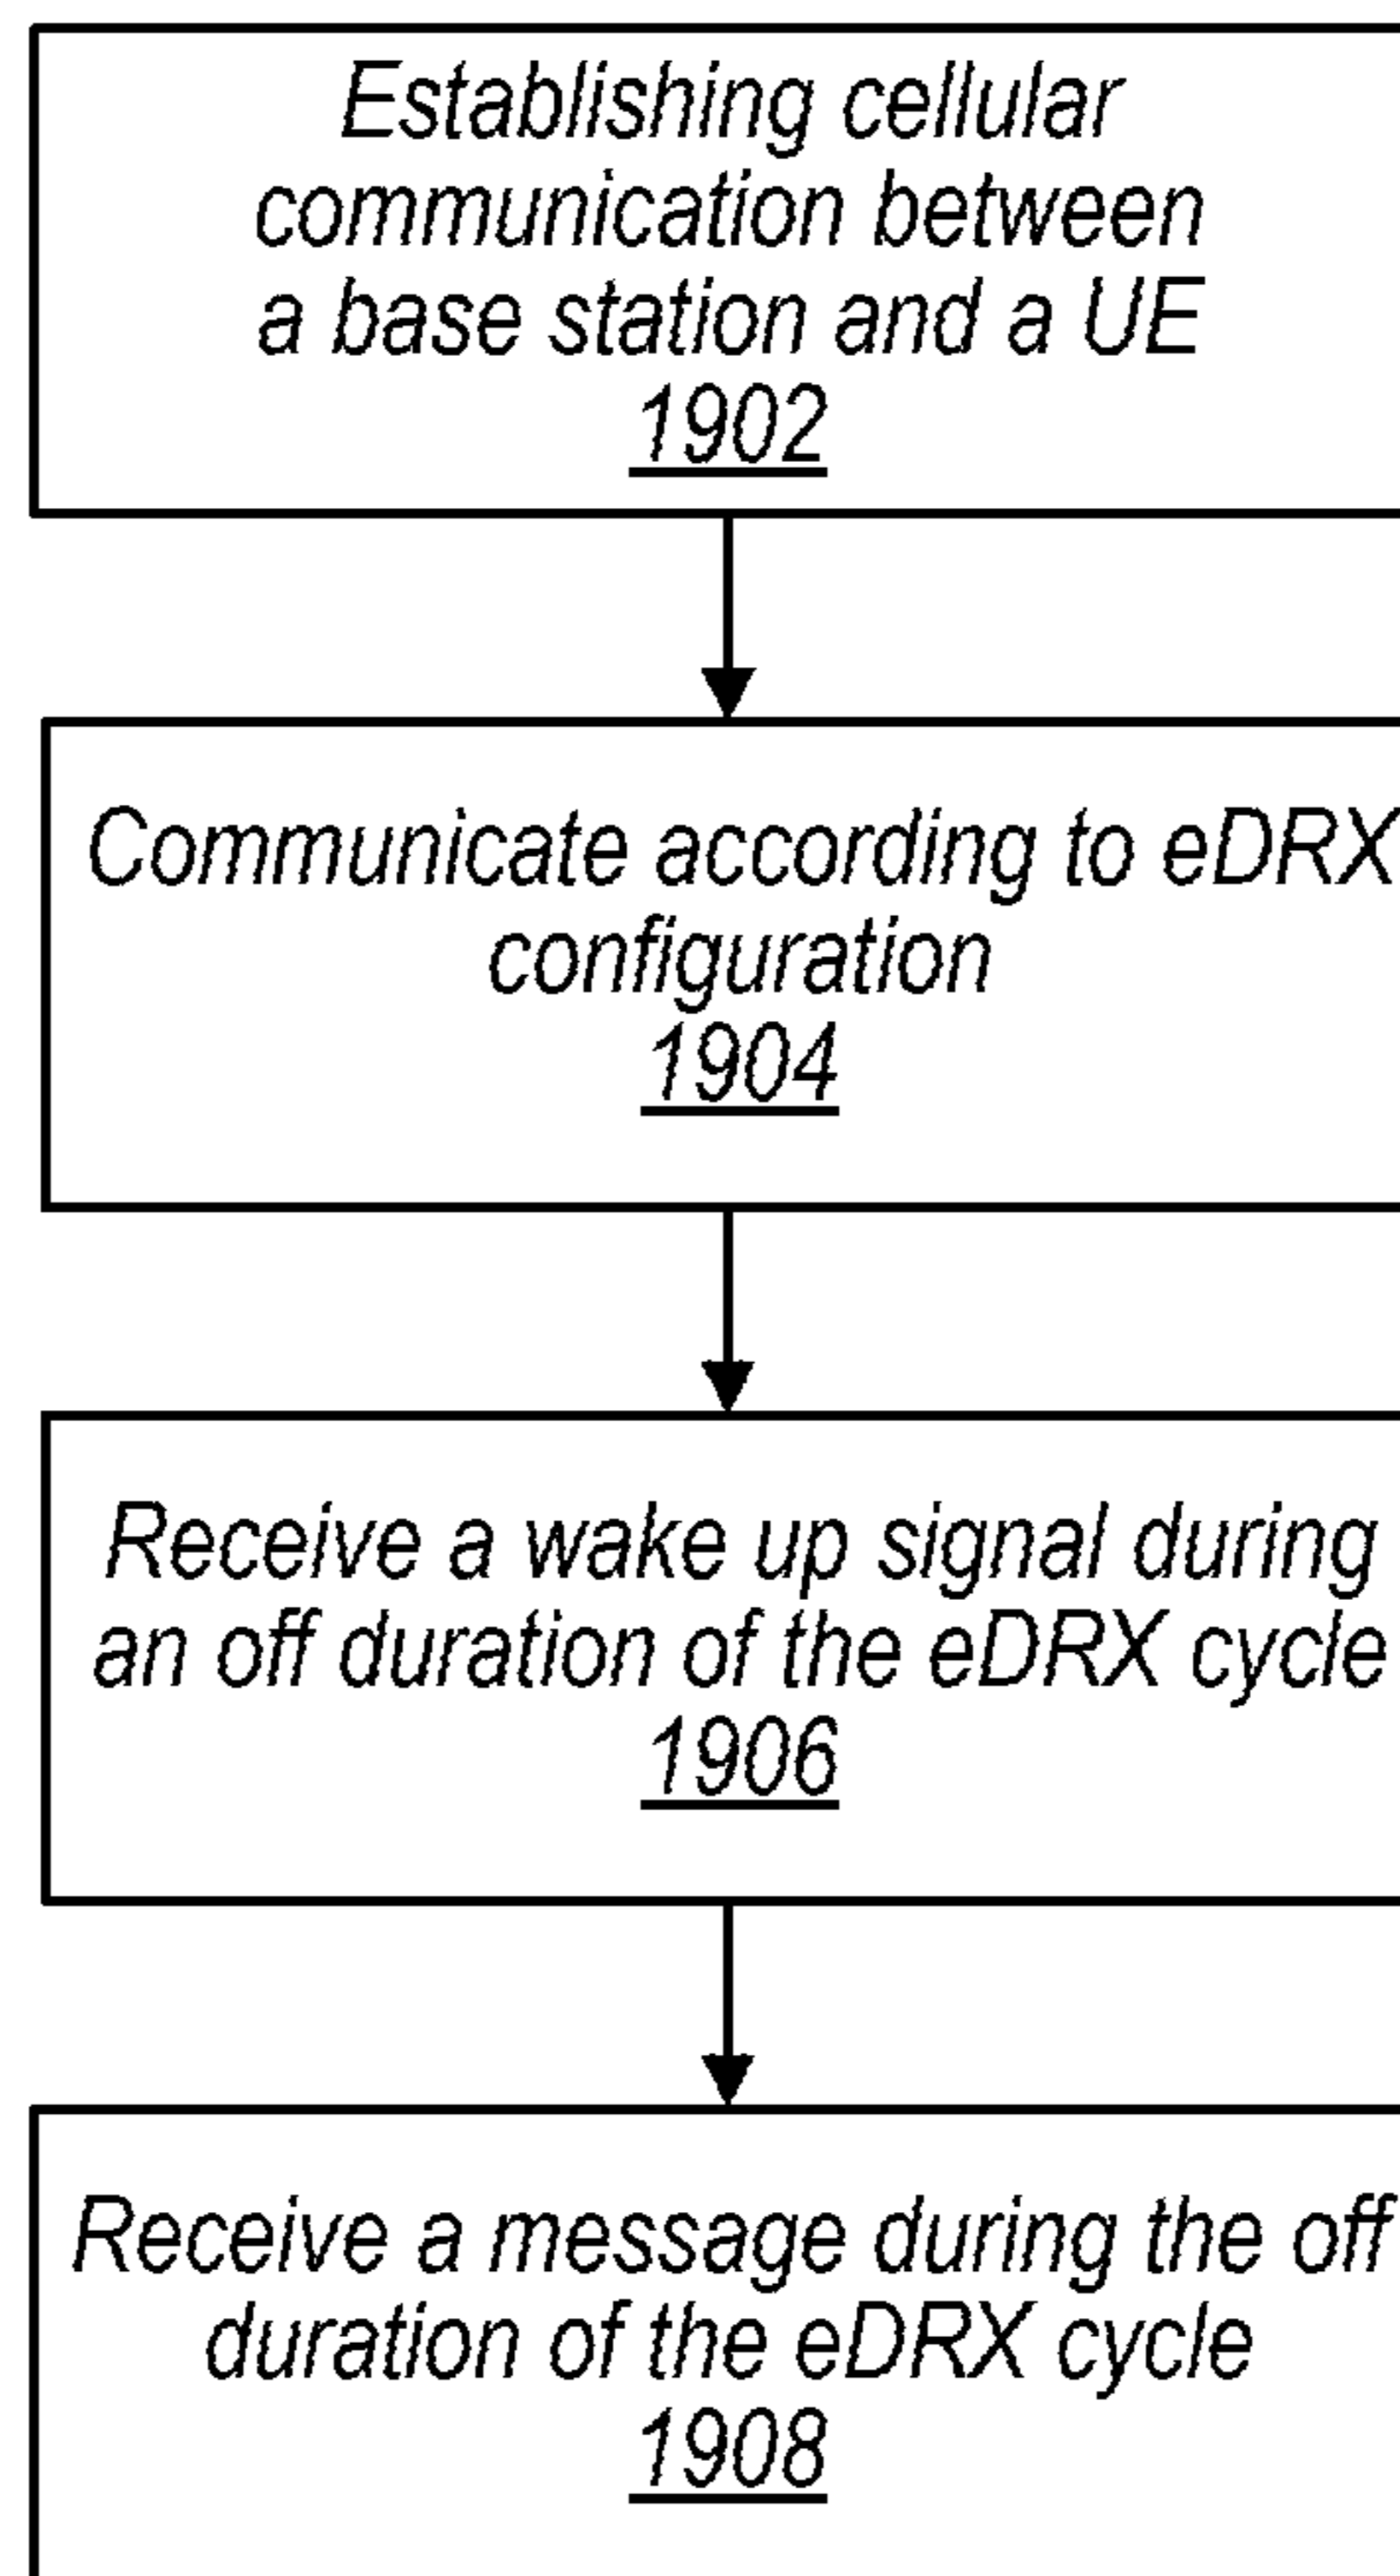 Establishing cellular
communication between
a base station and a UE
1902
Communicate according to eDRX
configuration
1904
Receive a wake up signal during
an off duration of the eDRX cycle
1906
Receive a message during the off
duration of the eDRX cycle
1908